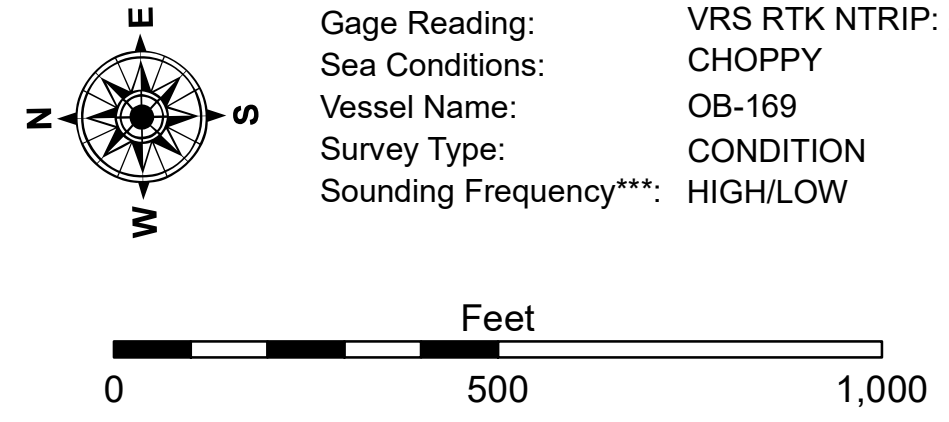 E
N
S
W
Gage Reading: VRS RTK NTRIP:
Sea Conditions: CHOPPY
Vessel Name: OB-169
Survey Type: CONDITION
Sounding Frequency***: HIGH/LOW
Feet
0 500 1,000